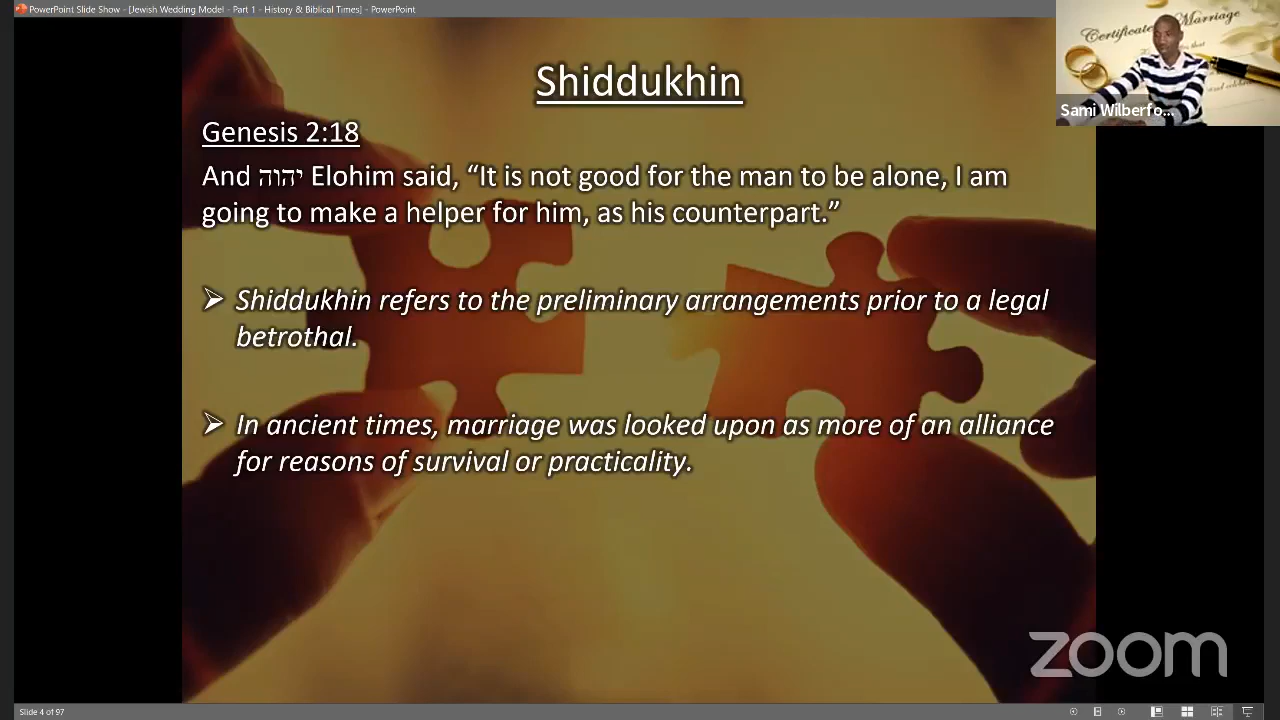 PowerPoint Slide Show - [Jewish Wedding Model - Part 1 - History & Biblical Times] - PowerPoint
Certificate Marriage
Sami Wilberfo...
Shiddukhin
Genesis 2:18
And יהוה Elohim said, “It is not good for the man to be alone, I am
going to make a helper for him, as his counterpart.”
➢ Shiddukhin refers to the preliminary arrangements prior to a legal
betrothal.
➢ In ancient times, marriage was looked upon as more of an alliance
for reasons of survival or practicality.
zoom
Slide 4 of 97